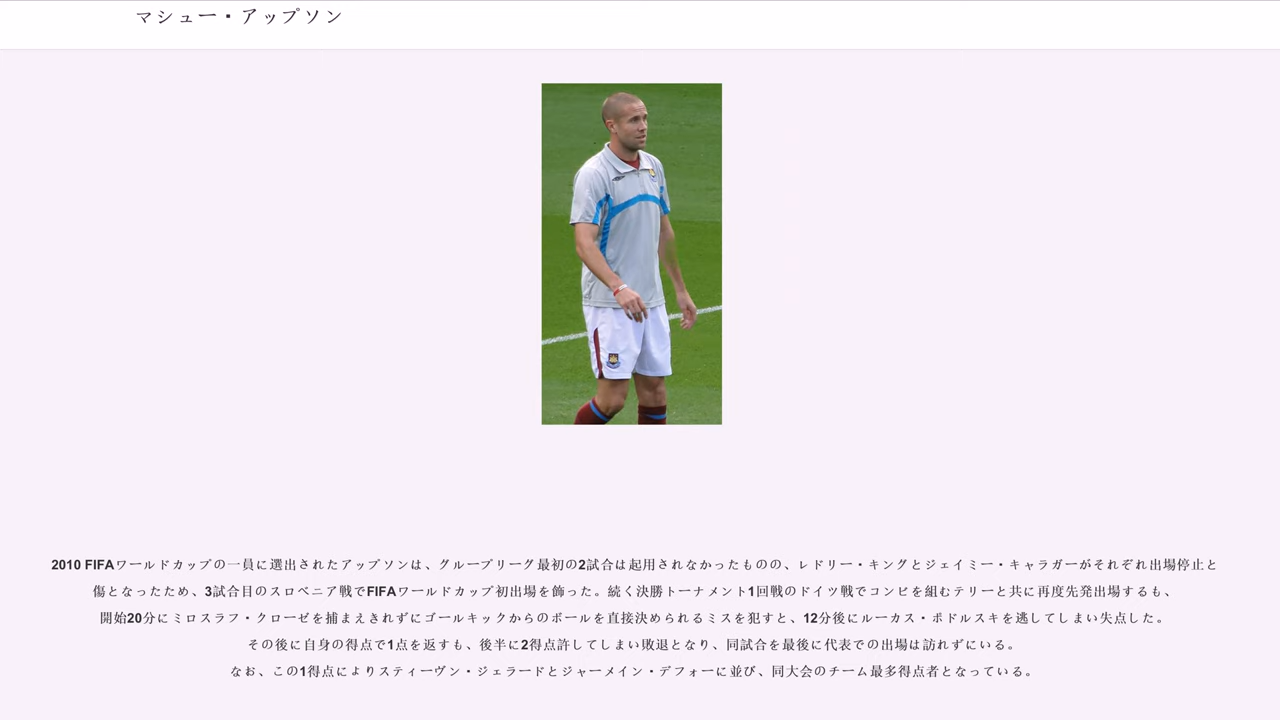 マシュー・アップソン
2010 FIFAワールドカップの一員に選出されたアップソンは、グループリーグ最初の2試合は起用されなかったものの、レドリー・キングとジェイミー・キャラガーがそれぞれ出場停止と
傷となったため、3試合目のスロベニア戦でFIFAワールドカップ初出場を飾った。続く決勝トーナメント1回戦のドイツ戦でコンビを組むテリーと共に再度先発出場するも、
開始20分にミロスラフ・クローゼを捕まえきれずにゴールキックからのボールを直接決められるミスを犯すと、12分後にルーカス・ポドルスキを逃してしまい失点した。
その後に自身の得点で1点を返すも、後半に2得点許してしまい敗退となり、同試合を最後に代表での出場は訪れずにいる。
なお、この1得点によりスティーヴン・ジェラードとジャーメイン・デフォーに並び、同大会のチーム最多得点者となっている。